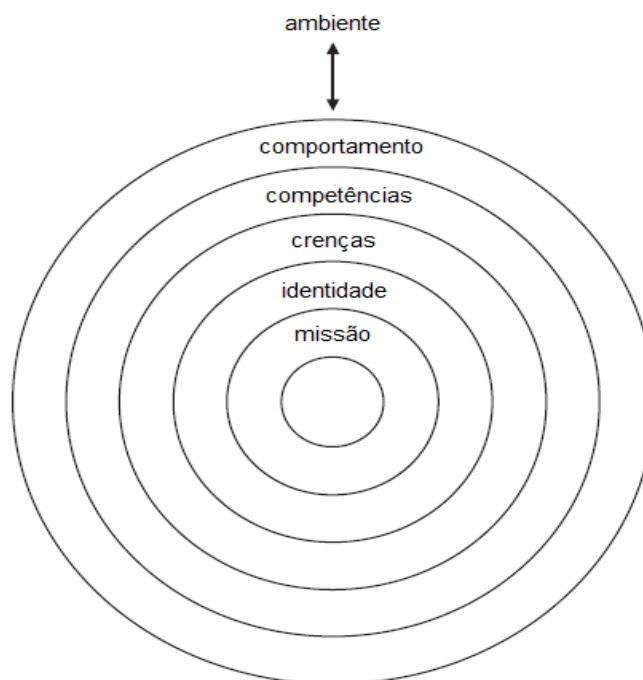 ambiente
comportamento
competências
crenças
identidade
missão